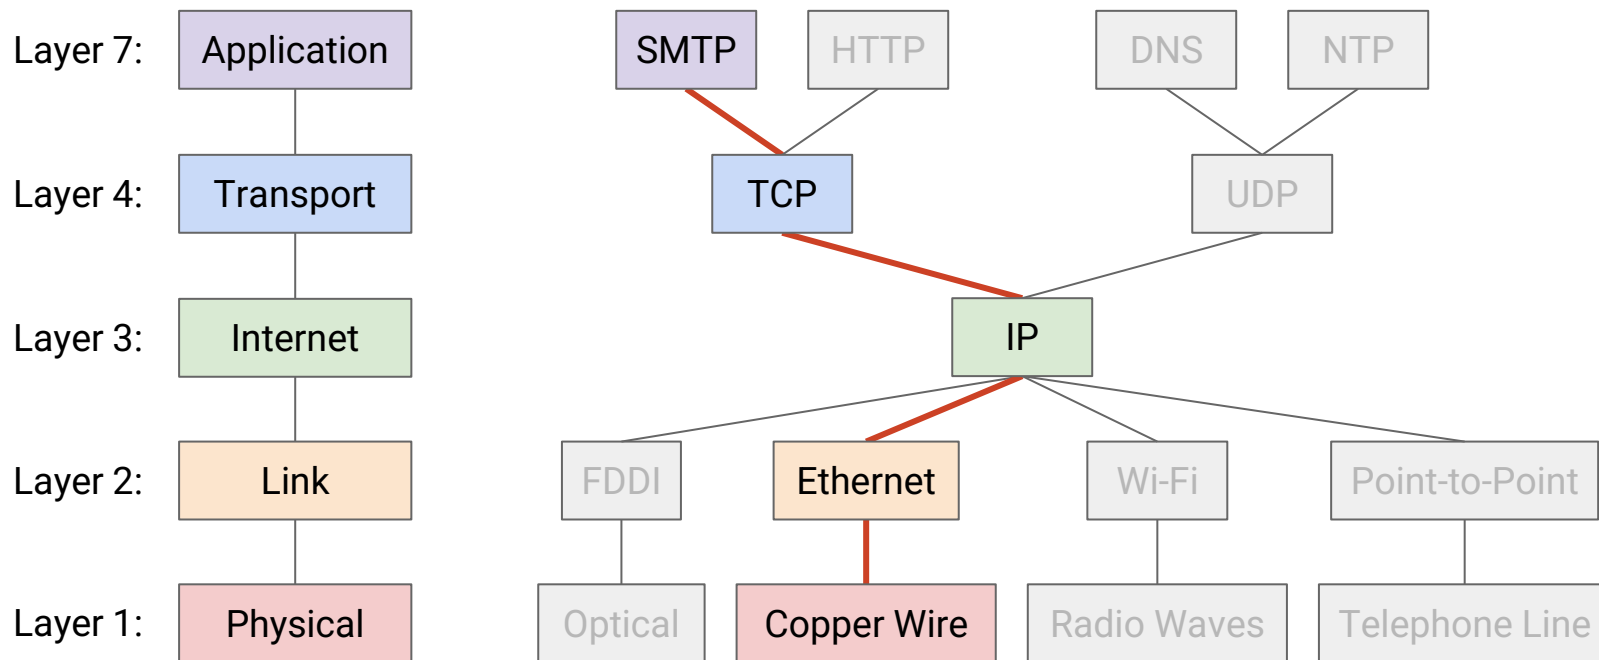 Layer 7: Application SMTP HTTP DNS NTP
Layer 4: Transport TCP UDP
Layer 3: Internet IP
Layer 2: Link FDDI Ethernet Wi-Fi Point-to-Point
Layer 1: Physical Optical Copper Wire Radio Waves Telephone Line